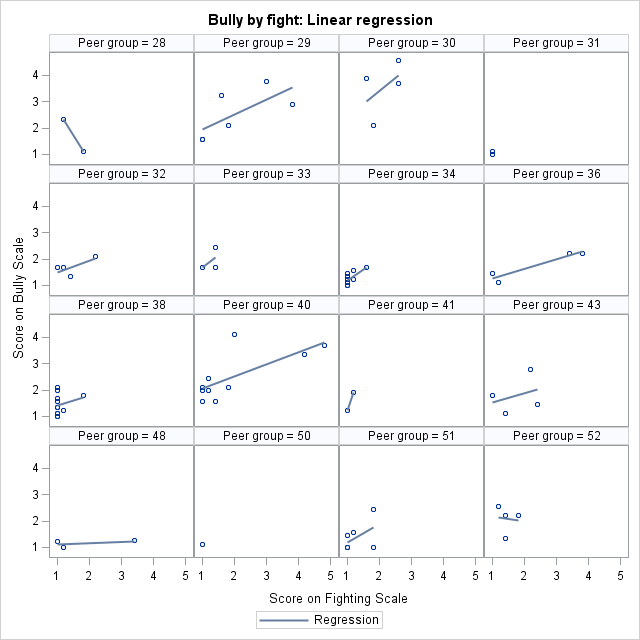 Bully by fight: Linear regression
Peer group = 28 Peer group = 29 Peer group = 30 Peer group = 31
4
3
2
1
Peer group = 32 Peer group = 33 Peer group = 34 Peer group = 36
4
3
2
1
Peer group = 38 Peer group = 40 Peer group = 41 Peer group = 43
4
3
2
1
Peer group = 48 Peer group = 50 Peer group = 51 Peer group = 52
4
3
2
1
Score on Bully Scale
1 2 3 4 5 1 2 3 4 5 1 2 3 4 5 1 2 3 4 5
Score on Fighting Scale
Regression